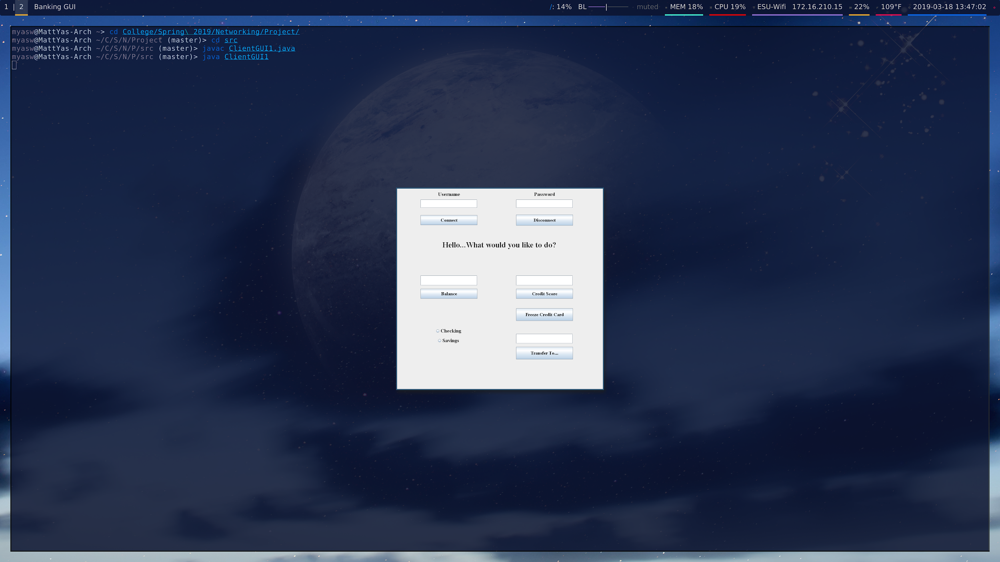 1 | 2 Banking GUI /: 14% BL muted MEM 18% CPU 19% ESU-Wifi 172.16.210.15 22% 109°F 2019-03-18 13:47:02
myasw@MattYas-Arch ~> cd College/Spring\ 2019/Networking/Project/
myasw@MattYas-Arch ~/C/S/N/Project (master)> cd src
myasw@MattYas-Arch ~/C/S/N/P/src (master)> javac ClientGUI1.java
myasw@MattYas-Arch ~/C/S/N/P/src (master)> java ClientGUI1
Username Password
Connect Disconnect
Hello...What would you like to do?
Balance Credit Score
Freeze Credit Card
Checking
Savings
Transfer To...